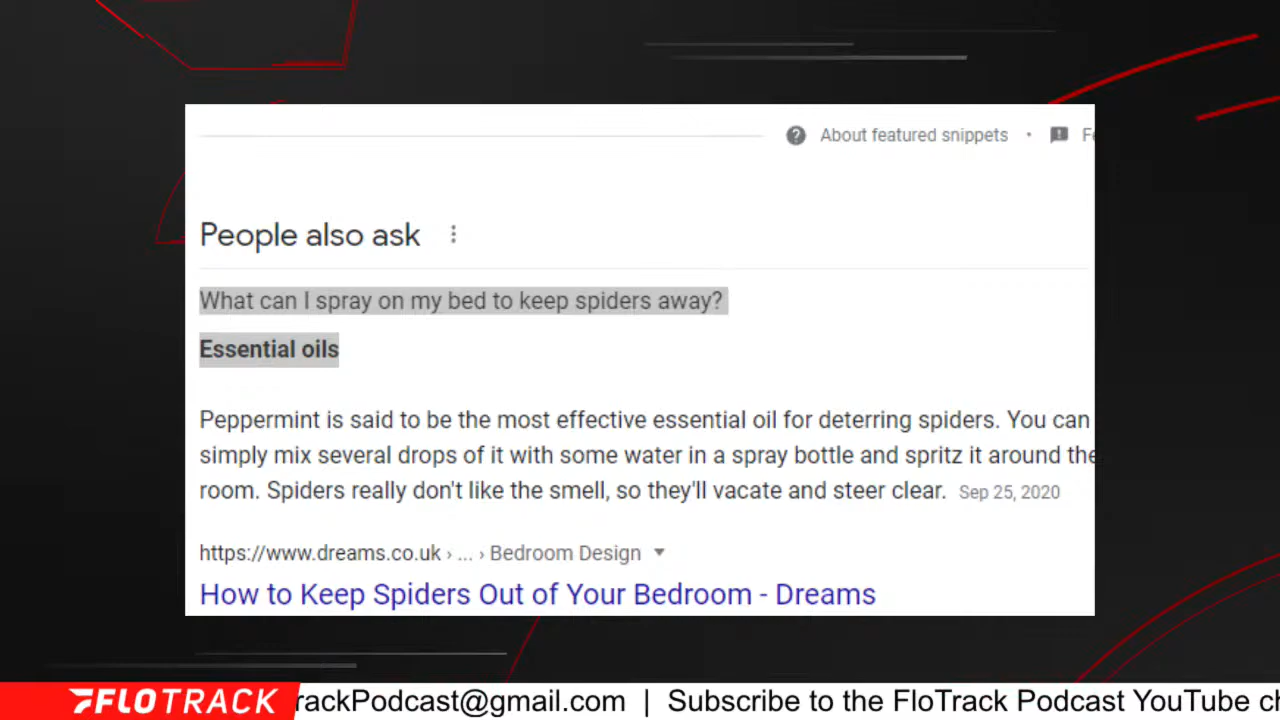 About featured snippets •
People also ask
What can I spray on my bed to keep spiders away?
Essential oils
Peppermint is said to be the most effective essential oil for deterring spiders. You can
simply mix several drops of it with some water in a spray bottle and spritz it around the
room. Spiders really don't like the smell, so they'll vacate and steer clear. Sep 25, 2020
https://www.dreams.co.uk › ... › Bedroom Design
How to Keep Spiders Out of Your Bedroom - Dreams
FLOTRACK rackPodcast@gmail.com | Subscribe to the FloTrack Podcast YouTube